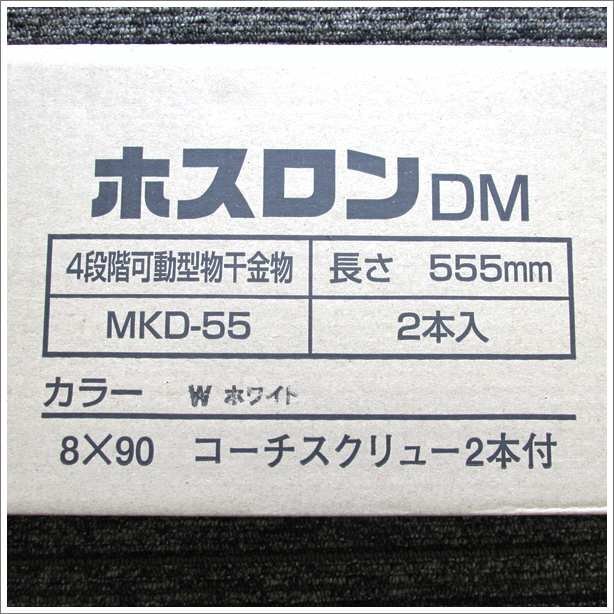 ホスロンDM
4段階可動型物干金物 長さ 555mm
MKD-55 2本入
カラー W ホワイト
8×90 コーチスクリュー2本付